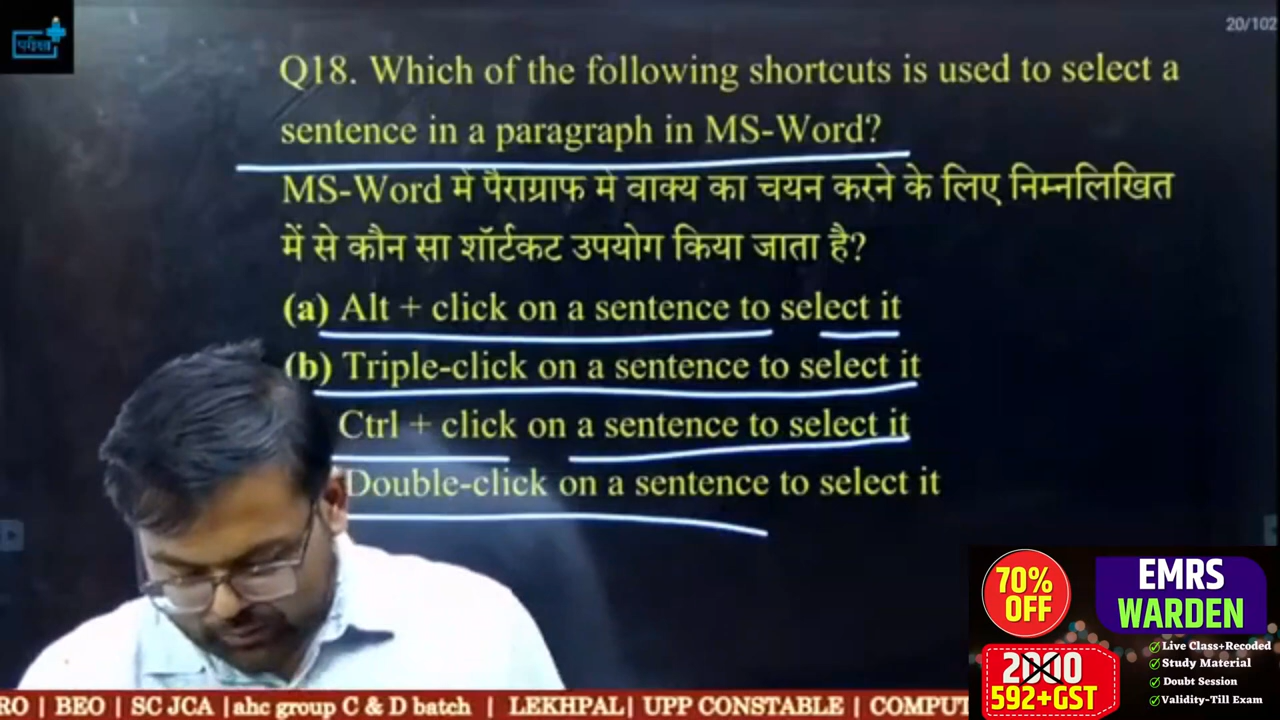 परीक्षा
20/102
Q18. Which of the following shortcuts is used to select a
sentence in a paragraph in MS-Word?
MS-Word में पैराग्राफ में वाक्य का चयन करने के लिए निम्नलिखित
में से कौन सा शॉर्टकट उपयोग किया जाता है?
(a) Alt + click on a sentence to select it
(b) Triple-click on a sentence to select it
Ctrl + click on a sentence to select it
Double-click on a sentence to select it
70%
OFF
EMRS
WARDEN
2000
592+GST
Live Class+Recoded
Study Material
Doubt Session
Validity-Till Exam
RO | BEO | SC JCA |ahc group C & D batch | LEKHPAL| UPP CONSTABLE | COMPUT